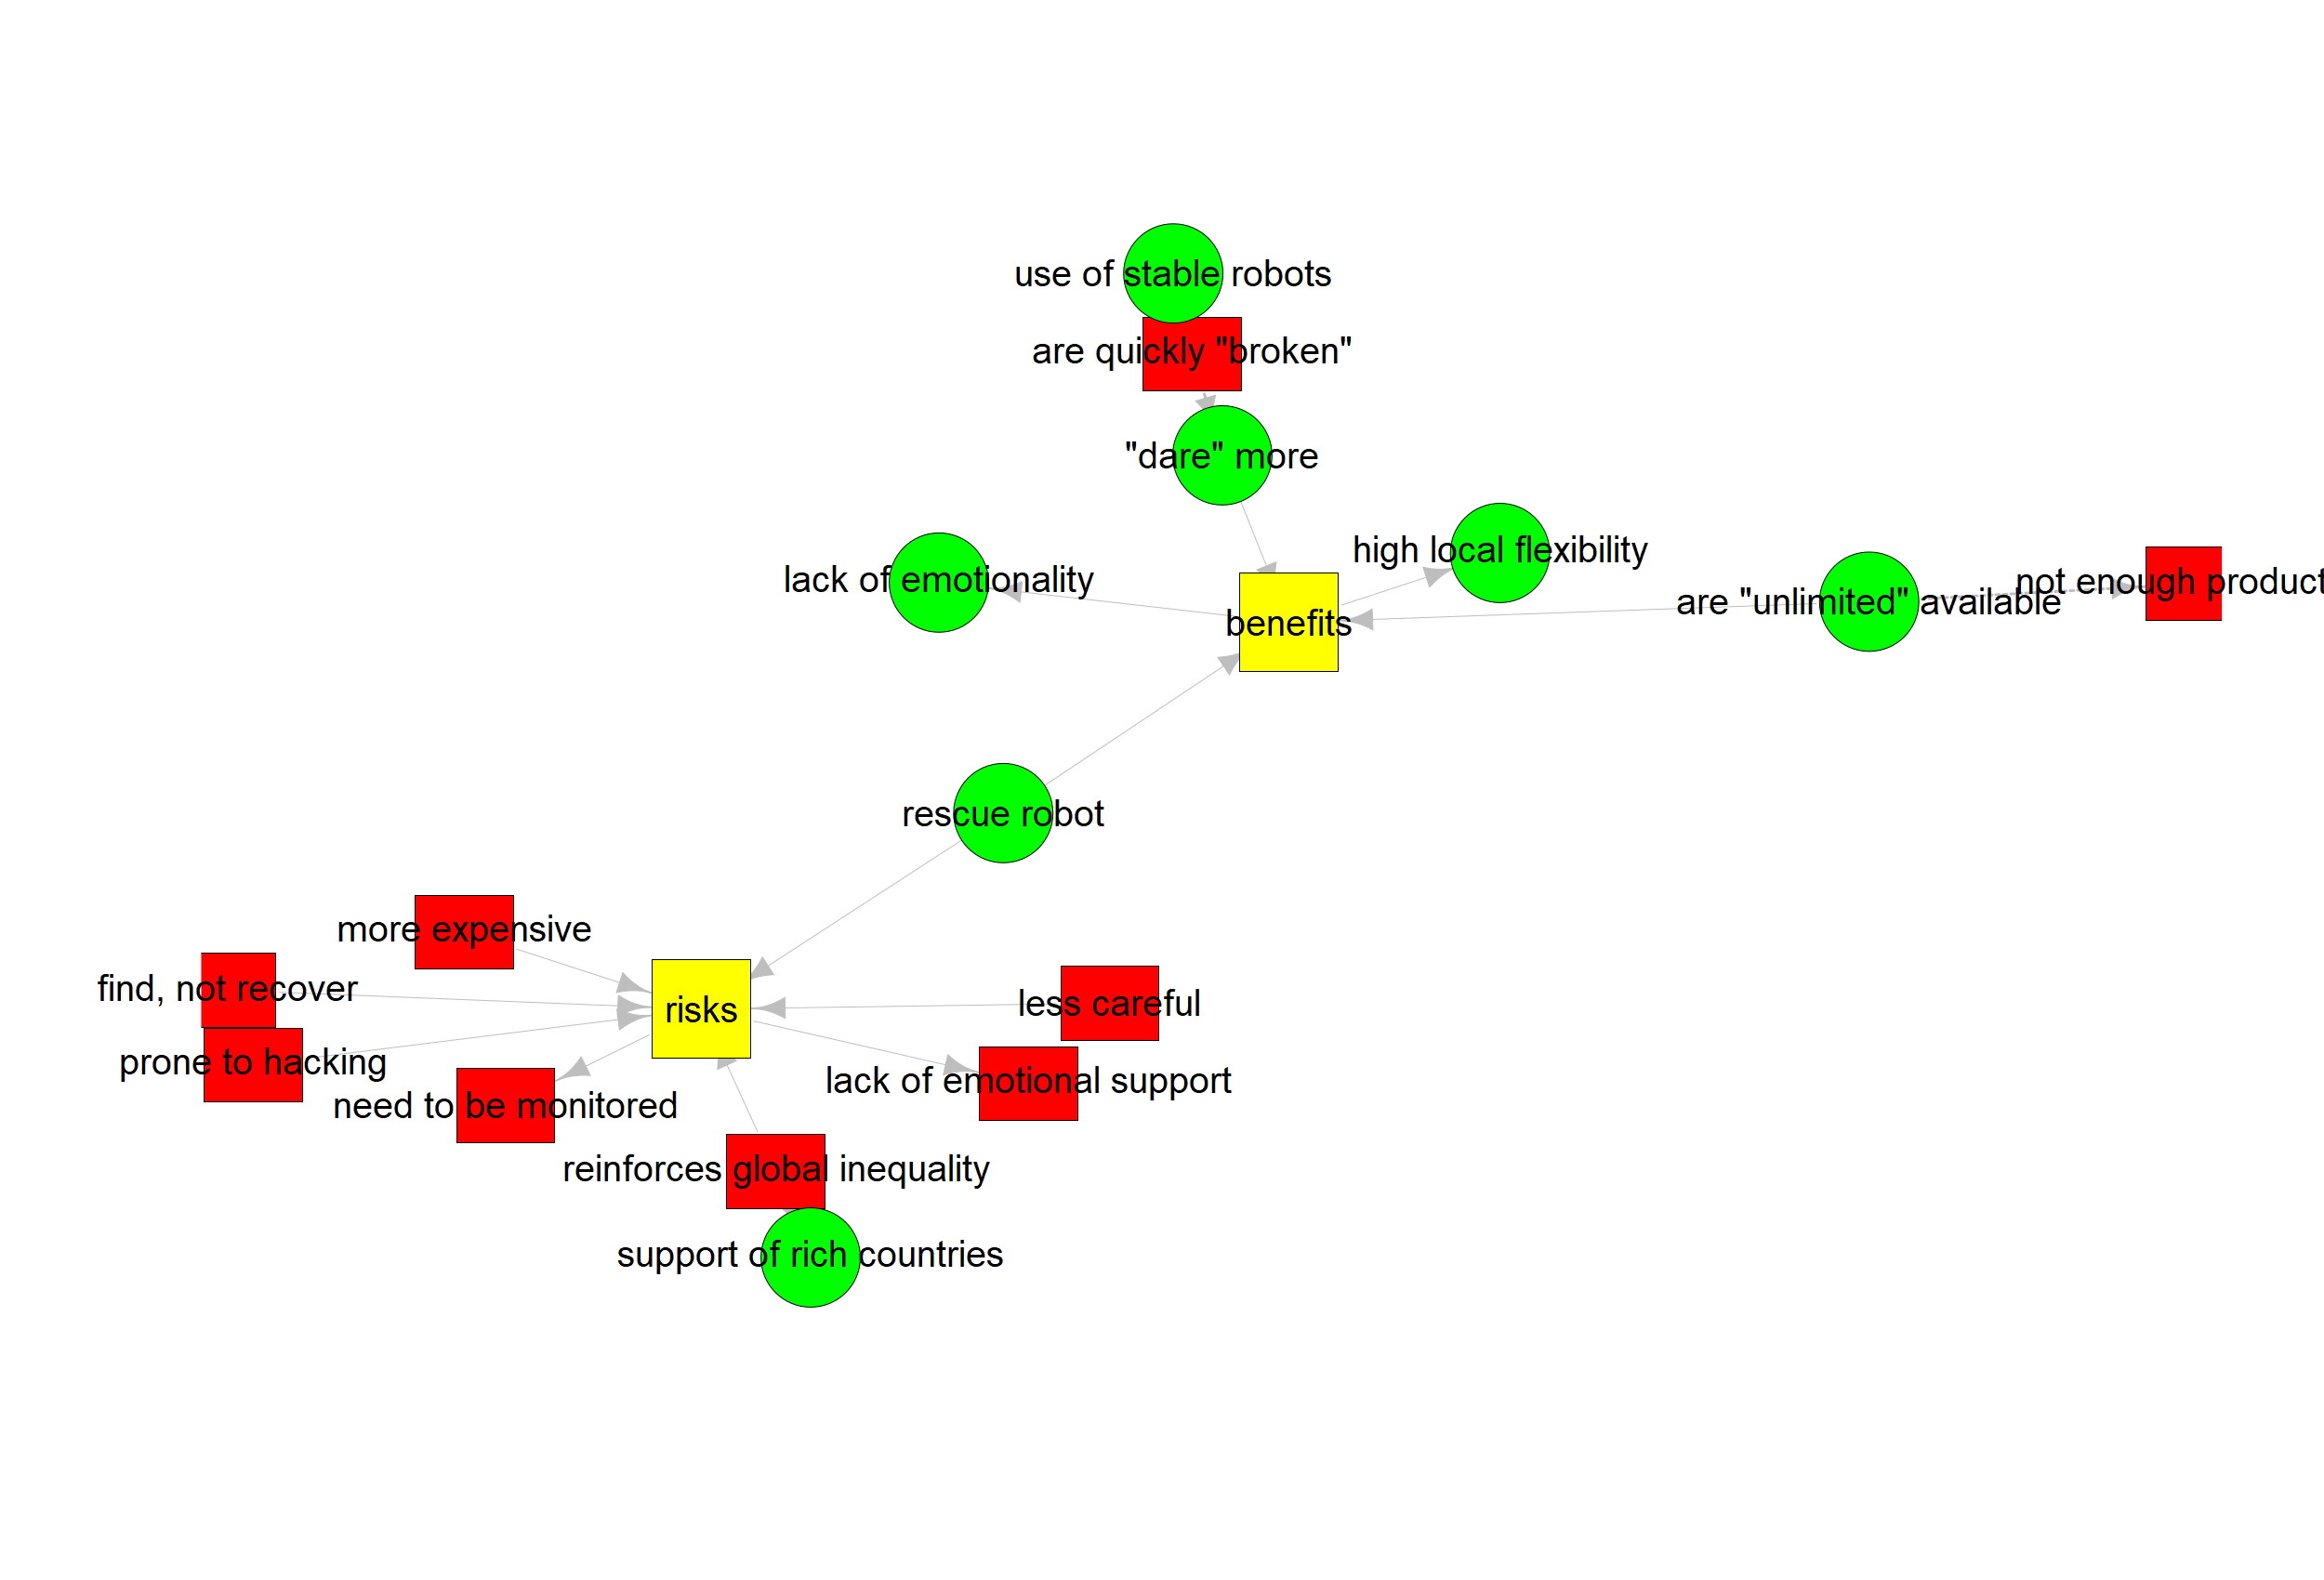 use of stable robots
are quickly "broken"
"dare" more
high local flexibility
lack of emotionality
not enough product
are "unlimited" available
benefits
rescue robot
more expensive
find, not recover
less careful
risks
prone to hacking
lack of emotional support
need to be monitored
reinforces global inequality
support of rich countries